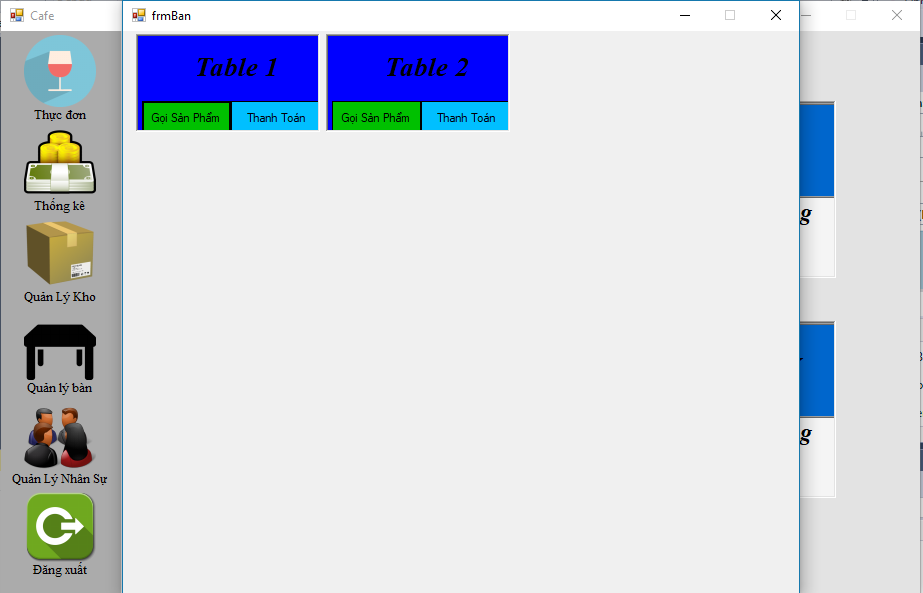 Cafe
Thực đơn
Thống kê
Quản Lý Kho
Quản lý bàn
Quản Lý Nhân Sự
Đăng xuất
frmBan
Table 1
Gọi Sản Phẩm
Thanh Toán
Table 2
Gọi Sản Phẩm
Thanh Toán
g
g